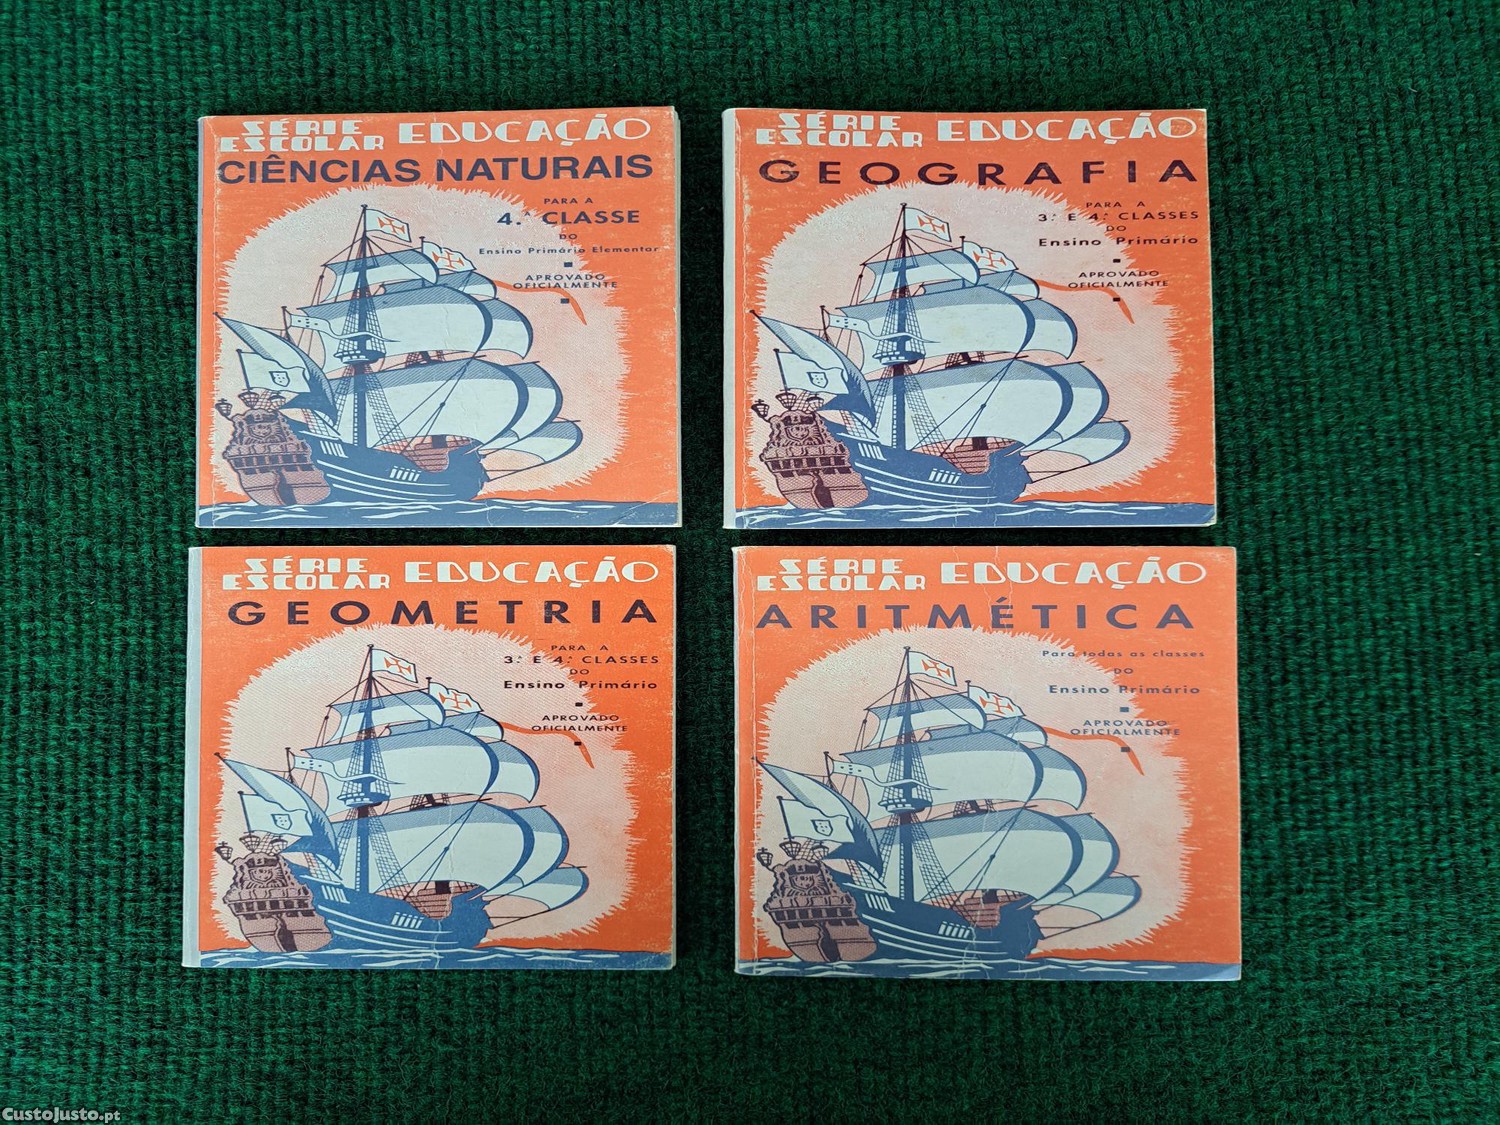 SÉRIE
ESCOLAR EDUCAÇÃO
CIÊNCIAS NATURAIS
PARA A
4.ª CLASSE
DO
Ensino Primário Elementar
APROVADO
OFICIALMENTE
SÉRIE
ESCOLAR EDUCAÇÃO
GEOGRAFIA
PARA A
3.ª E 4.ª CLASSES
DO
Ensino Primário
APROVADO
OFICIALMENTE
SÉRIE
ESCOLAR EDUCAÇÃO
GEOMETRIA
PARA A
3.ª E 4.ª CLASSES
DO
Ensino Primário
APROVADO
OFICIALMENTE
SÉRIE
ESCOLAR EDUCAÇÃO
ARITMÉTICA
Para todas as classes
DO
Ensino Primário
APROVADO
OFICIALMENTE
CustoJusto.pt